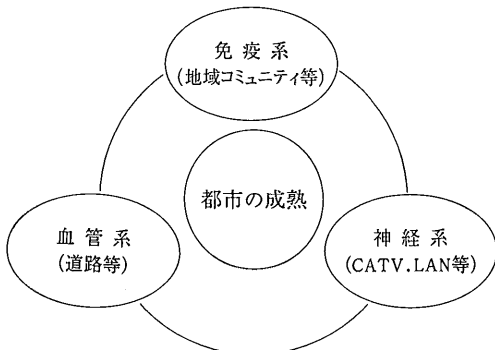 免疫系
(地域コミュニティ等)
都市の成熟
血管系
(道路等)
神経系
(CATV.LAN等)